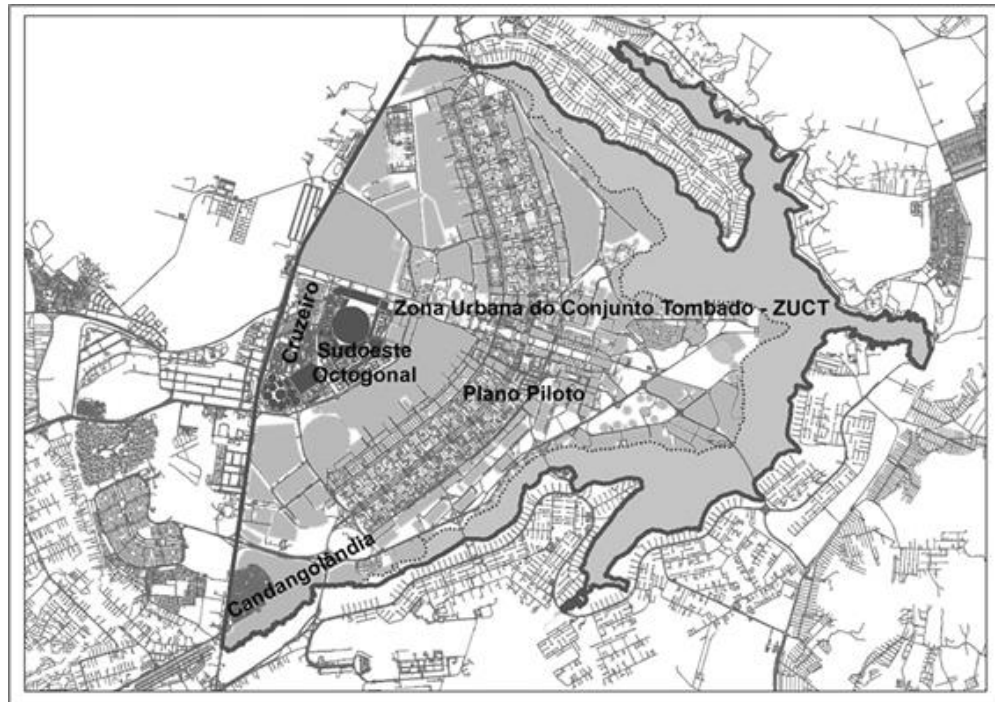 Zona Urbana do Conjunto Tombado - ZUCT
Cruzeiro
Sudoeste
Octogonal
Plano Piloto
Candangolândia